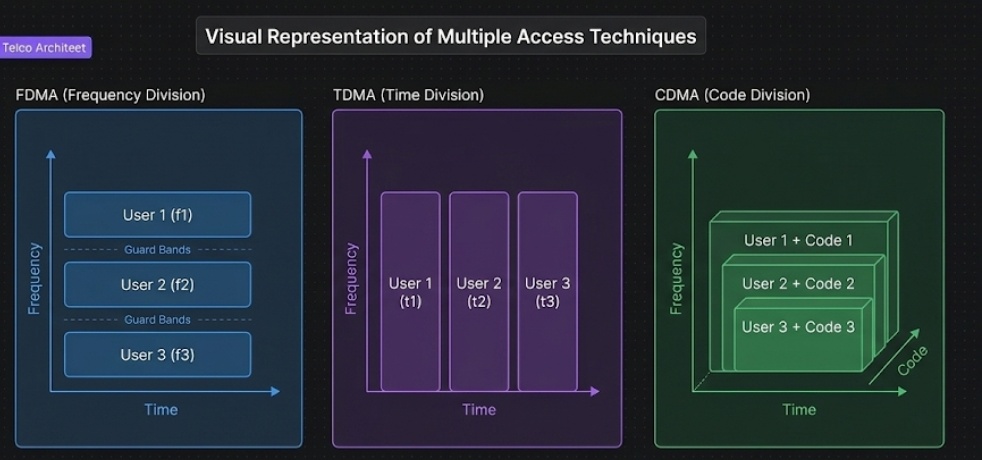 Visual Representation of Multiple Access Techniques
Telco Architeet
FDMA (Frequency Division)
Frequency
User 1 (f1)
Guard Bands
User 2 (f2)
Guard Bands
User 3 (f3)
Time
TDMA (Time Division)
Frequency
User 1
(t1)
User 2
(t2)
User 3
(t3)
Time
CDMA (Code Division)
Frequency
User 1 + Code 1
User 2 + Code 2
User 3 + Code 3
Code
Time